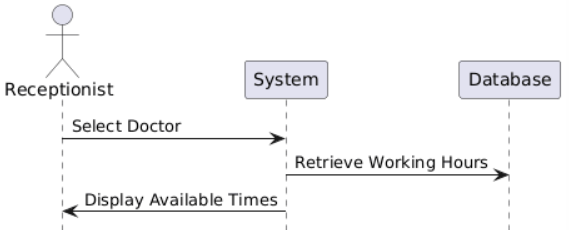 Receptionist
System
Database
Select Doctor
Retrieve Working Hours
Display Available Times